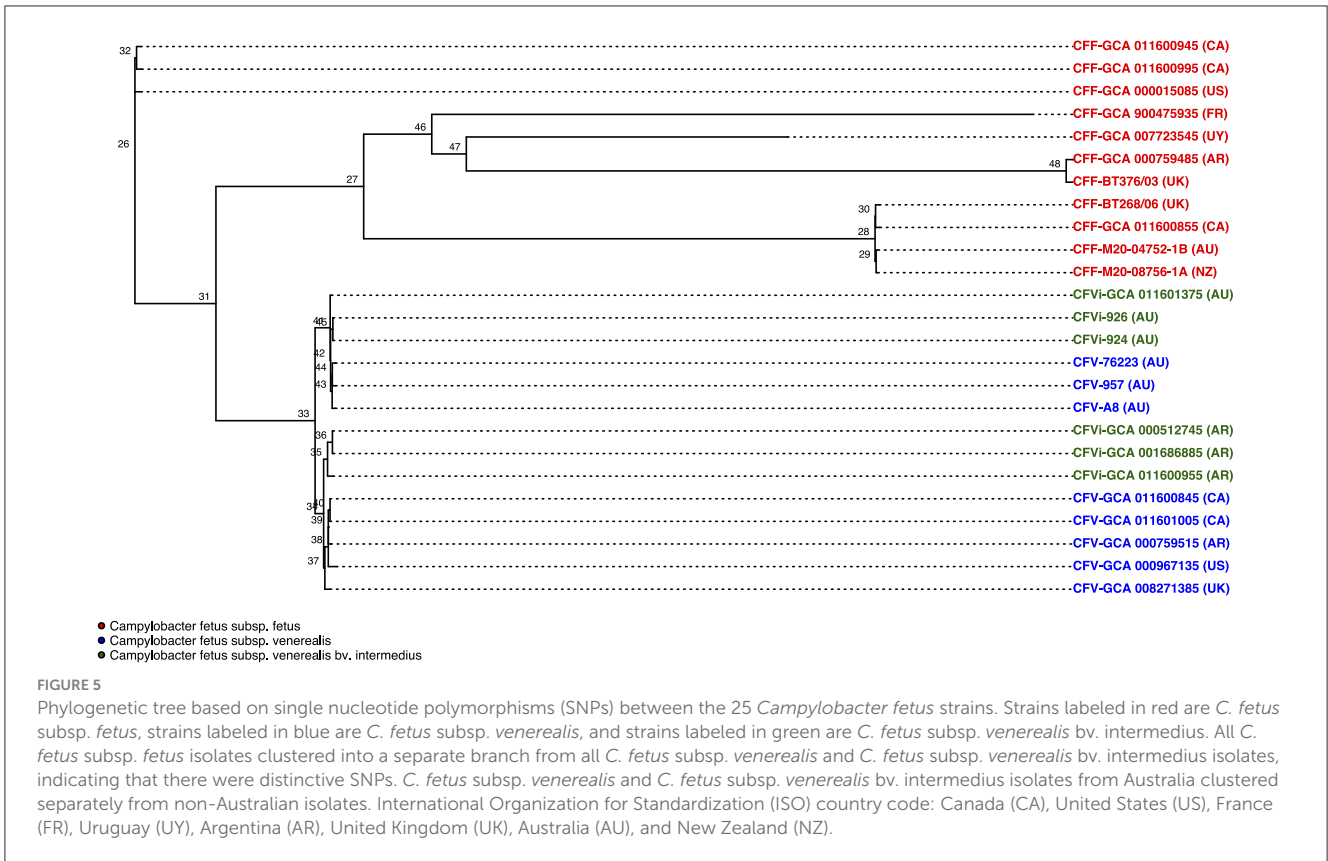 32
CFF-GCA 011600945 (CA)
CFF-GCA 011600995 (CA)
CFF-GCA 000015085 (US)
CFF-GCA 900475935 (FR)
46
CFF-GCA 007723545 (UY)
26
47
CFF-GCA 000759485 (AR)
48
27
CFF-BT376/03 (UK)
30
CFF-BT268/06 (UK)
CFF-GCA 011600855 (CA)
28
CFF-M20-04752-1B (AU)
29
CFF-M20-08756-1A (NZ)
31
CFVi-GCA 011601375 (AU)
CFVi-926 (AU)
41
45
CFVi-924 (AU)
42
CFV-76223 (AU)
44
CFV-957 (AU)
43
CFV-A8 (AU)
33
CFVi-GCA 000512745 (AR)
36
CFVi-GCA 001686885 (AR)
35
CFVi-GCA 011600955 (AR)
CFV-GCA 011600845 (CA)
34
40
CFV-GCA 011601005 (CA)
39
CFV-GCA 000759515 (AR)
38
CFV-GCA 000967135 (US)
37
CFV-GCA 008271385 (UK)
Campylobacter fetus subsp. fetus
Campylobacter fetus subsp. venerealis
Campylobacter fetus subsp. venerealis bv. intermedius
FIGURE 5
Phylogenetic tree based on single nucleotide polymorphisms (SNPs) between the 25 Campylobacter fetus strains. Strains labeled in red are C. fetus
subsp. fetus, strains labeled in blue are C. fetus subsp. venerealis, and strains labeled in green are C. fetus subsp. venerealis bv. intermedius. All C.
fetus subsp. fetus isolates clustered into a separate branch from all C. fetus subsp. venerealis and C. fetus subsp. venerealis bv. intermedius isolates,
indicating that there were distinctive SNPs. C. fetus subsp. venerealis and C. fetus subsp. venerealis bv. intermedius isolates from Australia clustered
separately from non-Australian isolates. International Organization for Standardization (ISO) country code: Canada (CA), United States (US), France
(FR), Uruguay (UY), Argentina (AR), United Kingdom (UK), Australia (AU), and New Zealand (NZ).